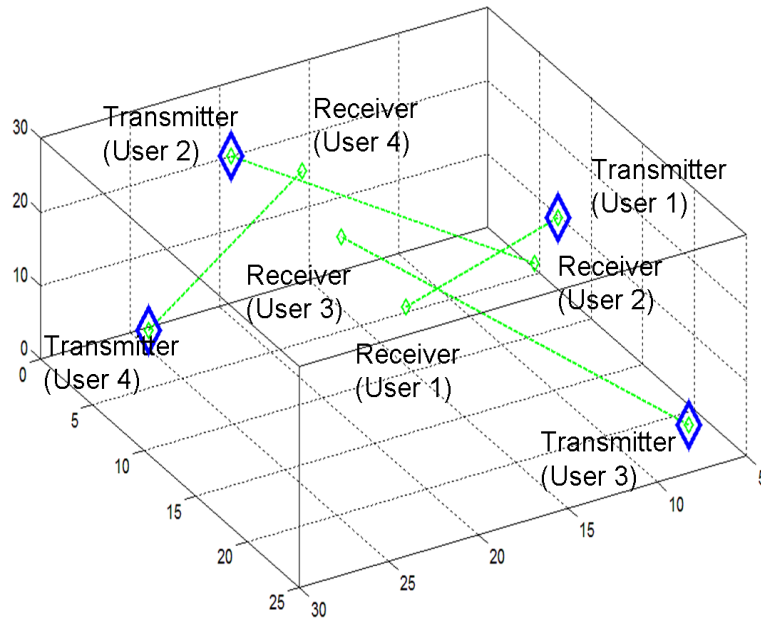 30
20
10
0
0
5
10
15
20
25
30
25
20
15
10
5
Transmitter
(User 2)
Receiver
(User 4)
Transmitter
(User 1)
Receiver
(User 3)
Receiver
(User 2)
Transmitter
(User 4)
Receiver
(User 1)
Transmitter
(User 3)